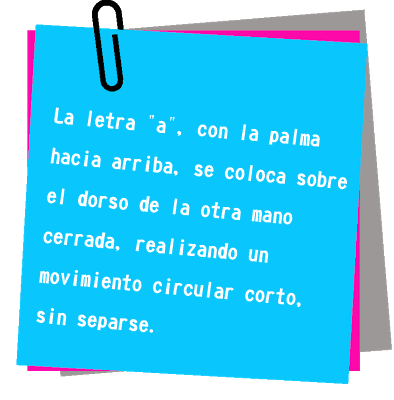 La letra "a", con la palma
hacia arriba, se coloca sobre
el dorso de la otra mano
cerrada, realizando un
movimiento circular corto,
sin separse.